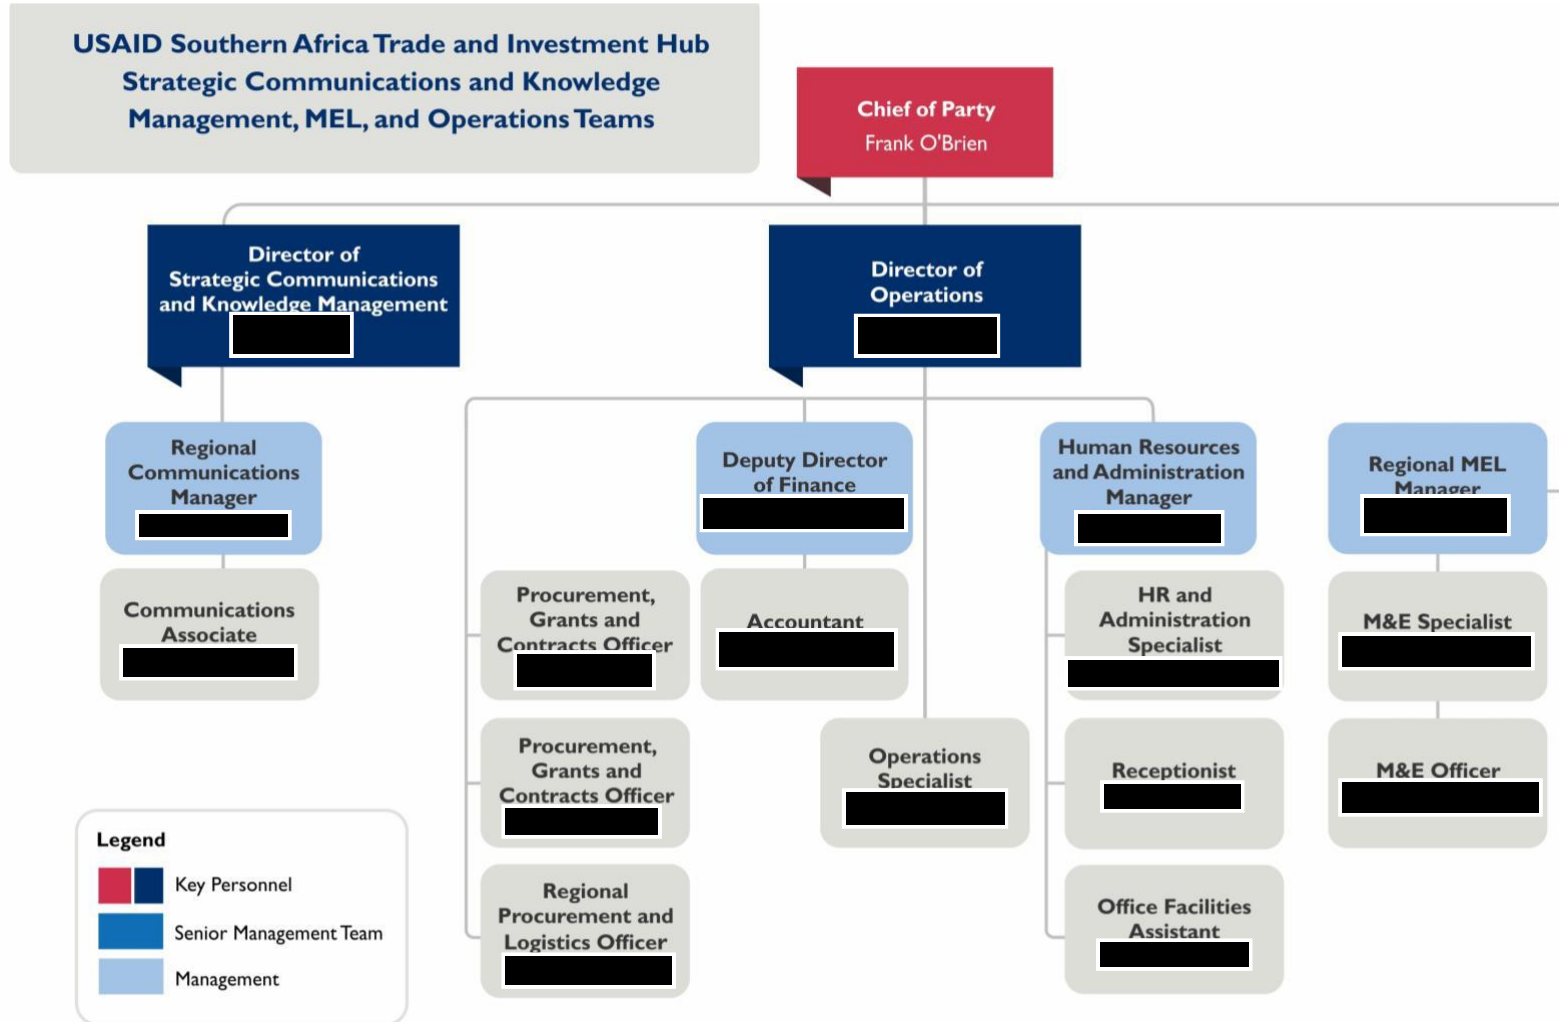 USAID Southern Africa Trade and Investment Hub
Strategic Communications and Knowledge
Management, MEL, and Operations Teams
Chief of Party
Frank O'Brien
Director of
Strategic Communications
and Knowledge Management
Director of
Operations
Regional
Communications
Manager
Deputy Director
of Finance
Human Resources
and Administration
Manager
Regional MEL
Manager
Communications
Associate
Procurement,
Grants and
Contracts Officer
Accountant
HR and
Administration
Specialist
M&E Specialist
Procurement,
Grants and
Contracts Officer
Operations
Specialist
Receptionist
M&E Officer
Regional
Procurement and
Logistics Officer
Office Facilities
Assistant
Legend
Key Personnel
Senior Management Team
Management